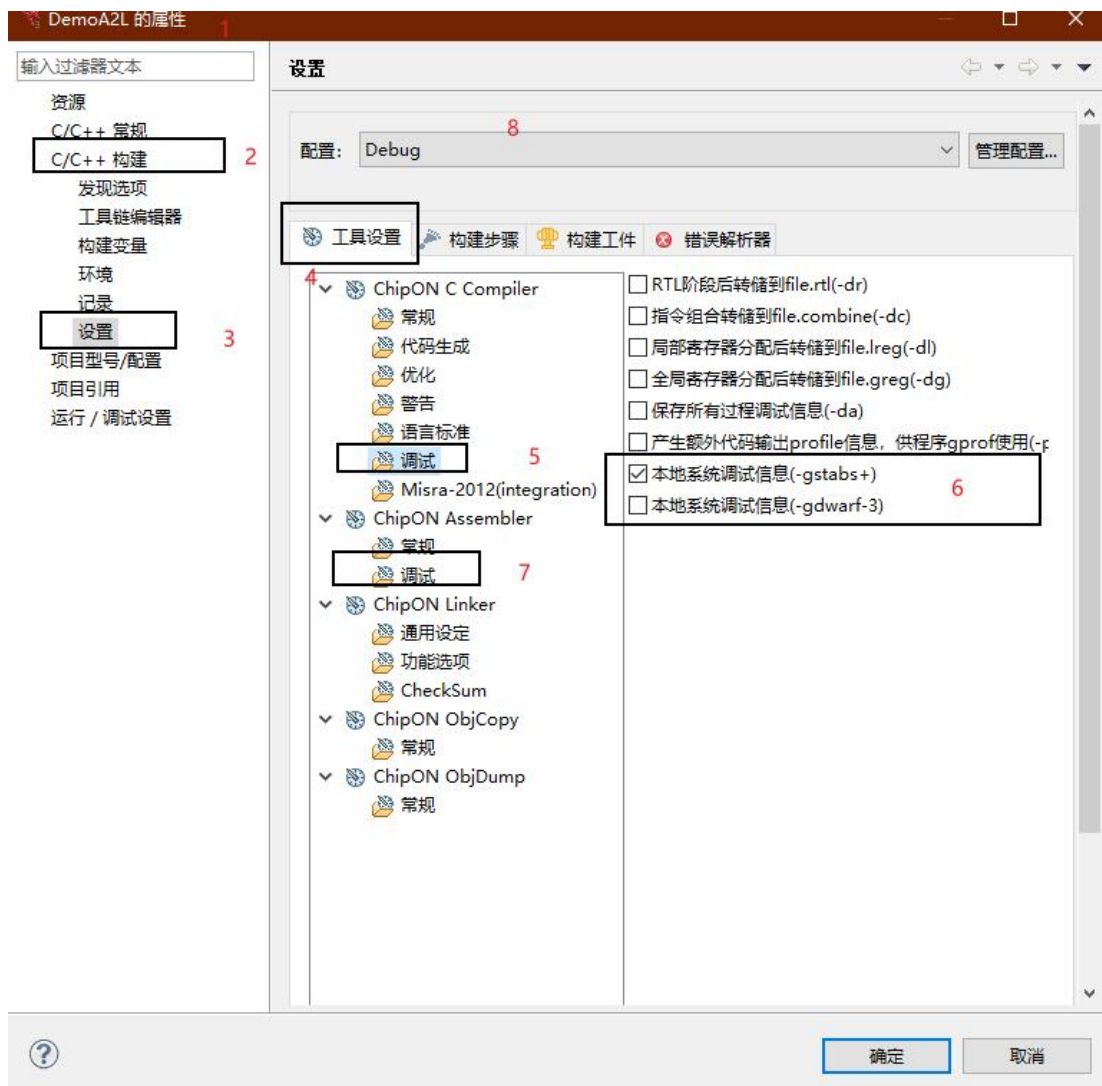 DemoA2L 的属性
1
输入过滤器文本
设置
资源
C/C++ 常规
C/C++ 构建
2
发现选项
工具链编辑器
构建变量
环境
记录
设置
3
项目型号/配置
项目引用
运行 / 调试设置
8
配置: Debug 管理配置...
工具设置 构建步骤 构建工件 错误解析器
4
ChipON C Compiler
常规
代码生成
优化
警告
语言标准
调试
5
Misra-2012(integration)
ChipON Assembler
常规
调试
7
ChipON Linker
通用设定
功能选项
CheckSum
ChipON ObjCopy
常规
ChipON ObjDump
常规
RTL阶段后转储到file.rtl(-dr)
指令组合转储到file.combine(-dc)
局部寄存器分配后转储到file.lreg(-dl)
全局寄存器分配后转储到file.greg(-dg)
保存所有过程调试信息(-da)
产生额外代码输出profile信息，供程序gprof使用(-p
本地系统调试信息(-gstabs+)
6
本地系统调试信息(-gdwarf-3)
?
确定 取消